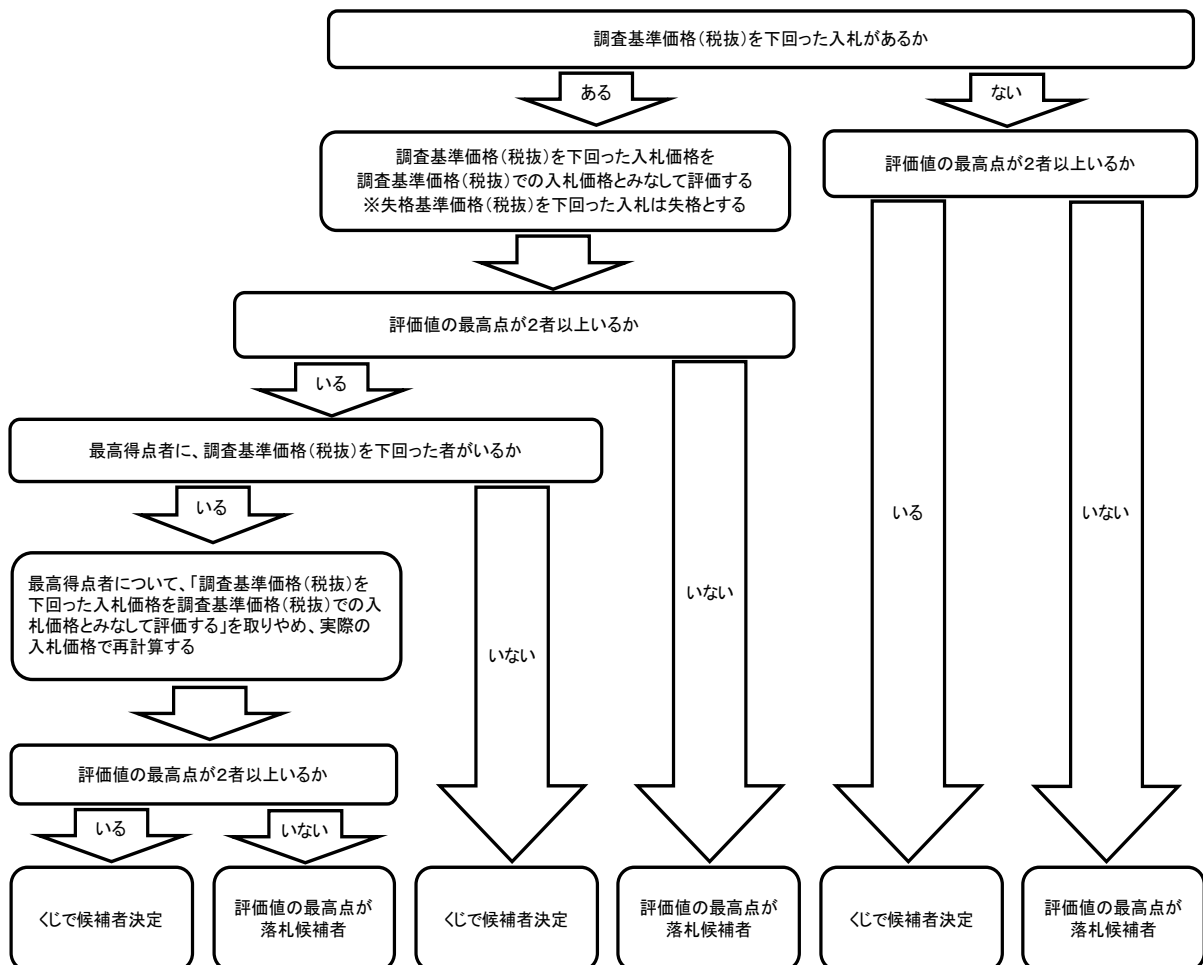 調査基準価格(税抜)を下回った入札があるか
ある
ない
調査基準価格(税抜)を下回った入札価格を
調査基準価格(税抜)での入札価格とみなして評価する
※失格基準価格(税抜)を下回った入札は失格とする
評価値の最高点が2者以上いるか
評価値の最高点が2者以上いるか
いる
いない
いる
いない
最高得点者に、調査基準価格(税抜)を下回った者がいるか
いる
いない
最高得点者について、「調査基準価格(税抜)を
下回った入札価格を調査基準価格(税抜)での入
札価格とみなして評価する」を取りやめ、実際の
入札価格で再計算する
評価値の最高点が2者以上いるか
いる
いない
くじで候補者決定
評価値の最高点が
落札候補者
くじで候補者決定
評価値の最高点が
落札候補者
くじで候補者決定
評価値の最高点が
落札候補者